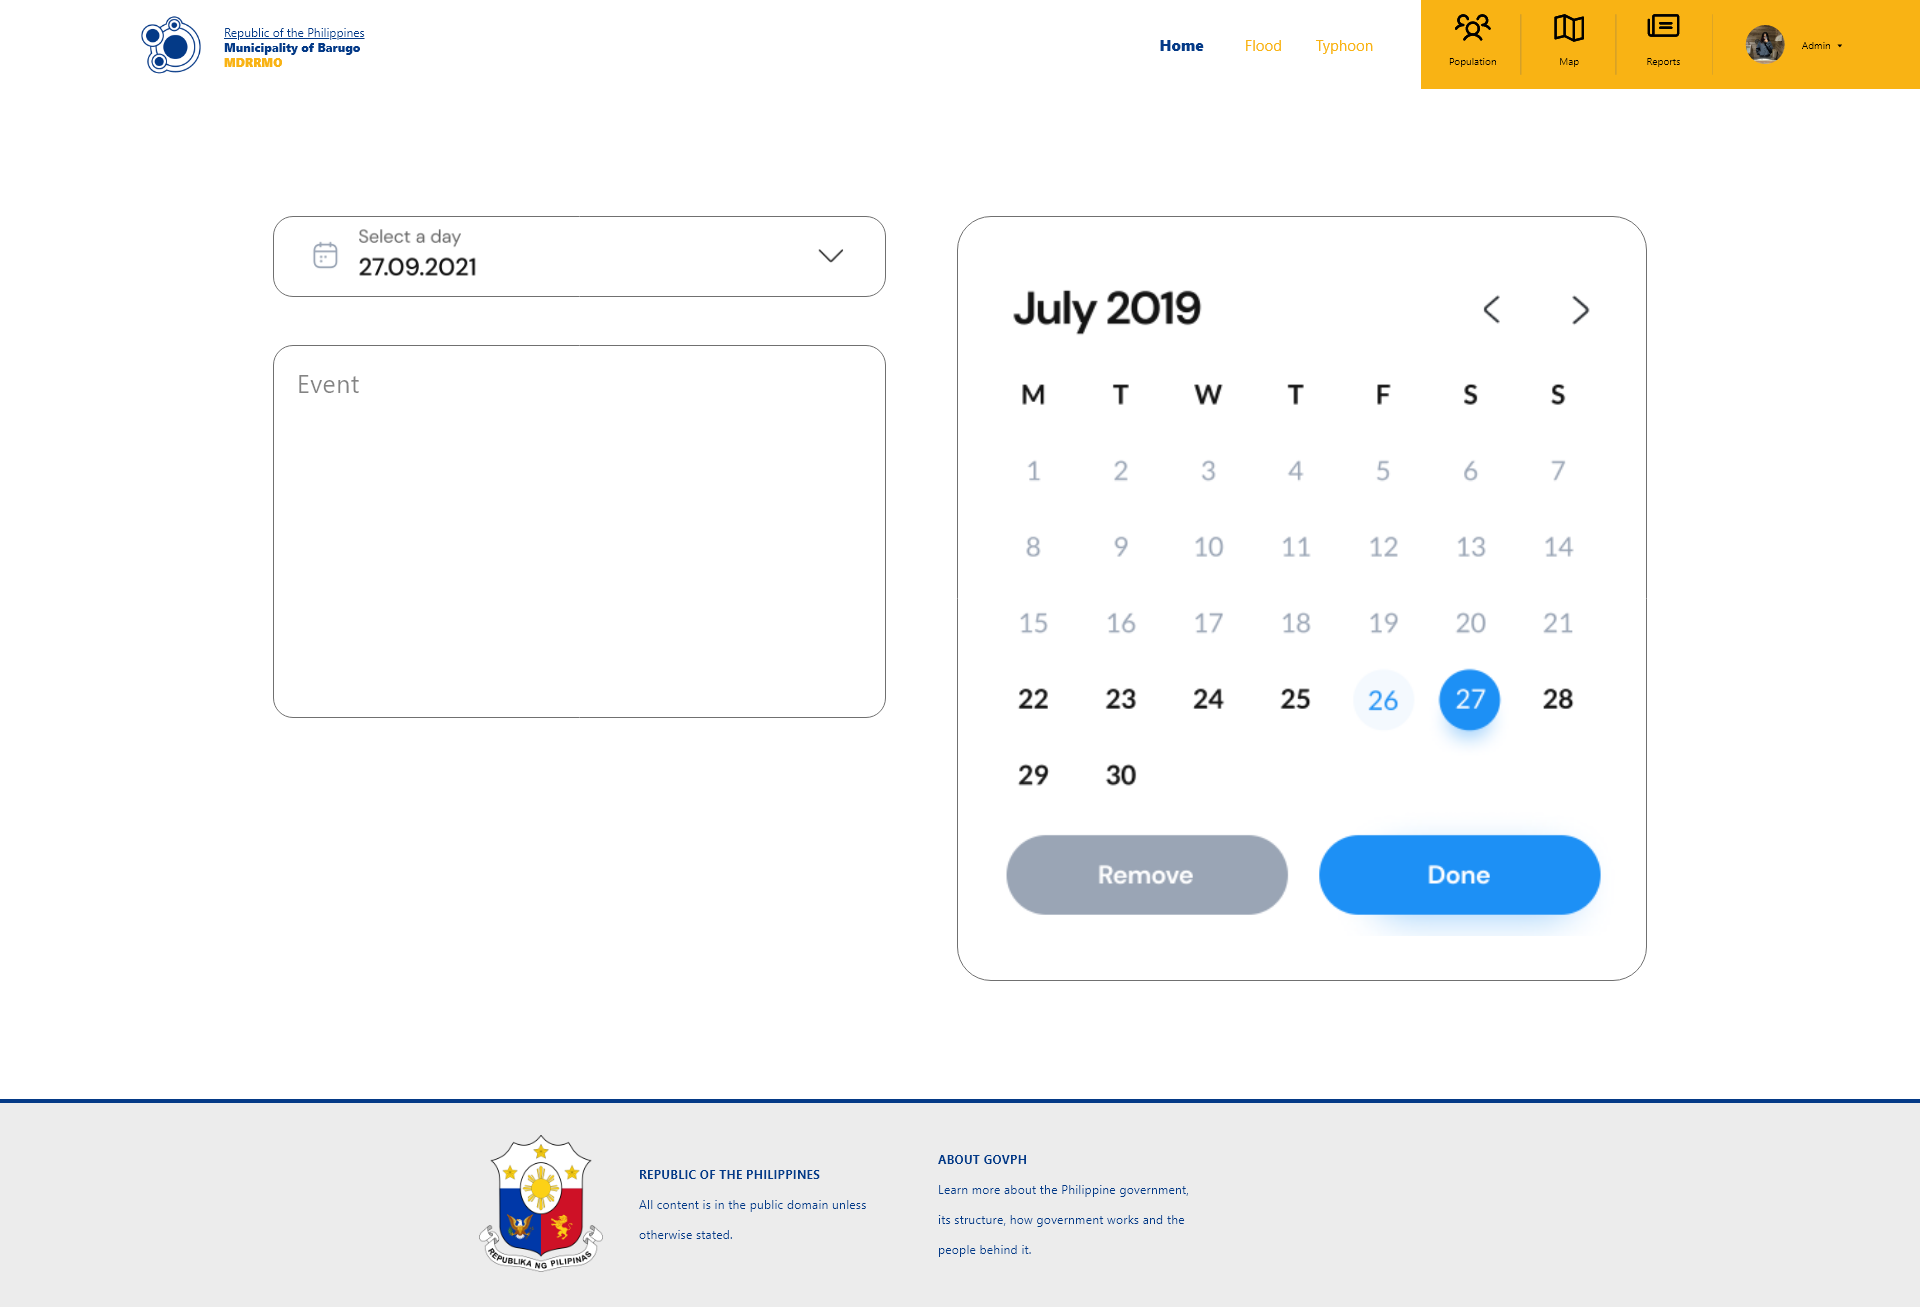 Republic of the Philippines
Municipality of Barugo
MDRRMO
Home Flood Typhoon
Population Map Reports Admin
Select a day
27.09.2021
Event
July 2019
M T W T F S S
1 2 3 4 5 6 7
8 9 10 11 12 13 14
15 16 17 18 19 20 21
22 23 24 25 26 27 28
29 30
Remove Done
REPUBLIKA NG PILIPINAS
REPUBLIC OF THE PHILIPPINES
All content is in the public domain unless
otherwise stated.
ABOUT GOVPH
Learn more about the Philippine government,
its structure, how government works and the
people behind it.